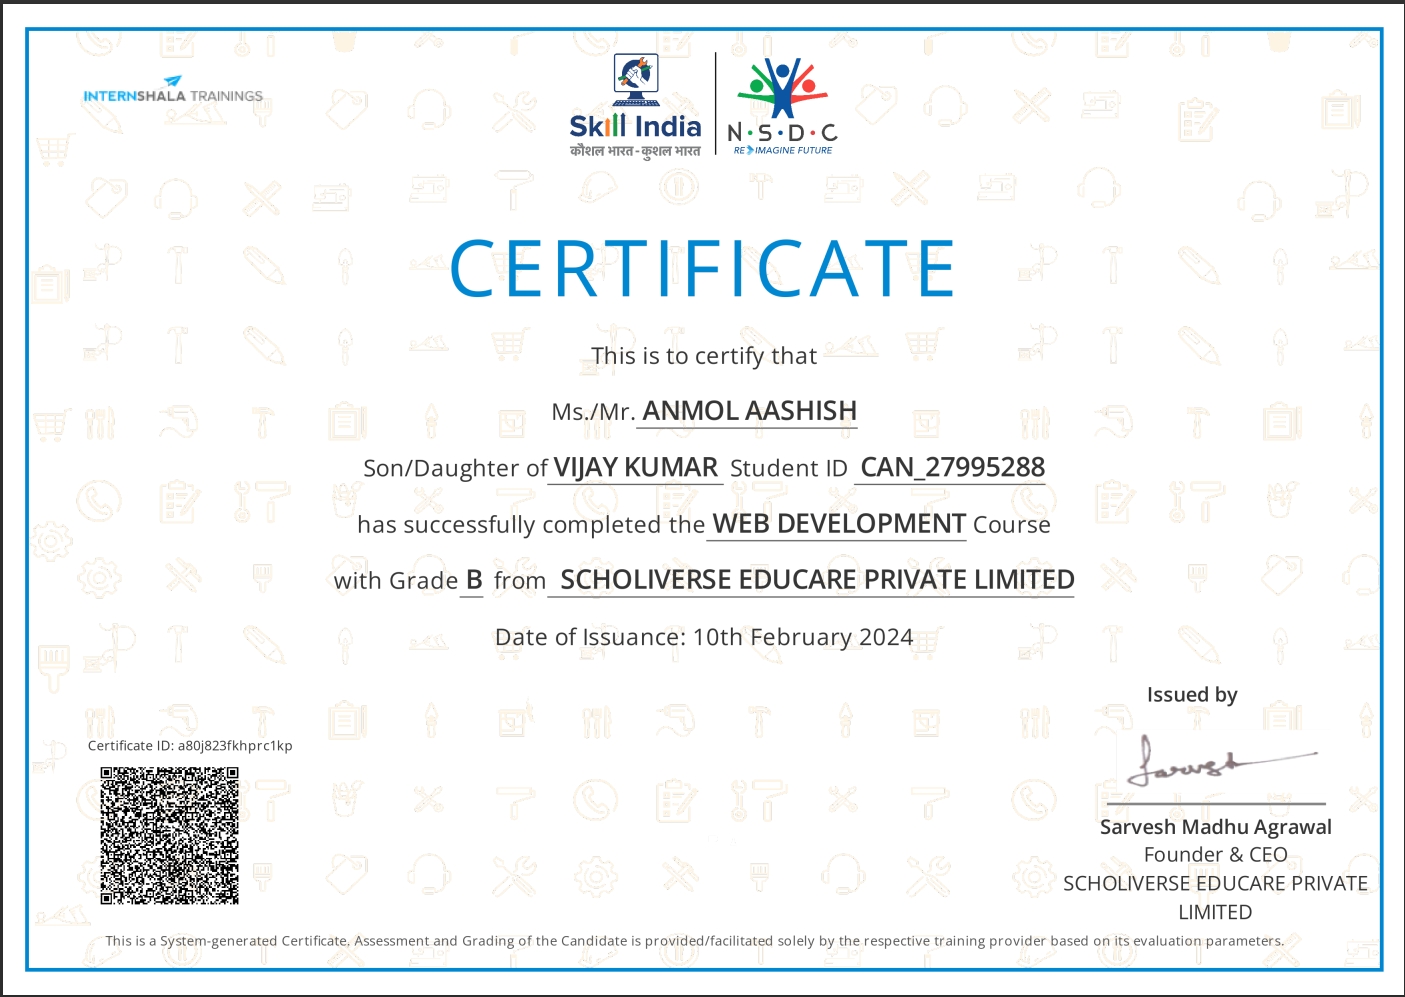 INTERNSHALA TRAININGS
Skill India
कौशल भारत - कुशल भारत
N·S·D·C
RE IMAGINE FUTURE
CERTIFICATE
This is to certify that
Ms./Mr. ANMOL AASHISH
Son/Daughter of VIJAY KUMAR Student ID CAN_27995288
has successfully completed the WEB DEVELOPMENT Course
with Grade B from SCHOLIVERSE EDUCARE PRIVATE LIMITED
Date of Issuance: 10th February 2024
Issued by
Certificate ID: a80j823fkhprc1kp
Sarvesh
Sarvesh Madhu Agrawal
Founder & CEO
SCHOLIVERSE EDUCARE PRIVATE
LIMITED
This is a System-generated Certificate, Assessment and Grading of the Candidate is provided/facilitated solely by the respective training provider based on its evaluation parameters.